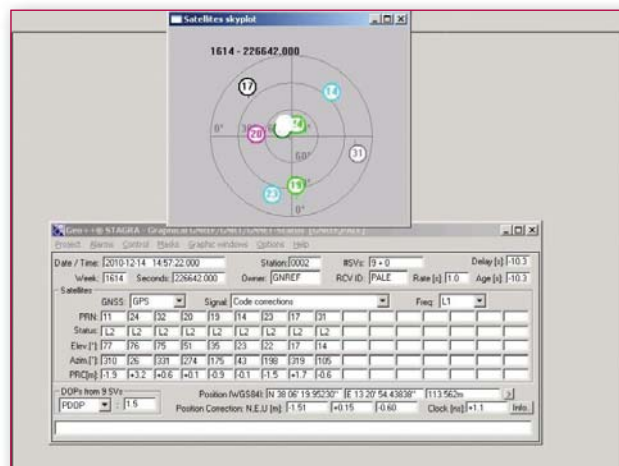 Satellites skyplot
1614 - 226642.000
17
14
0°
20
31
60°
23
19
0°
Geo++® STAGRA - Graphical
Project Alarms Control Masks Graphic windows Options Help
Date / Time: 2010-12-14 14:57:22.000 Station: 0002 #SVs: 9 + 0 Delay [s]: -10.3
Week: 1614 Seconds: 226642.000 Owner: GNREF RCV ID: PALE Rate [s]: 1.0 Age [s]: -10.3
Satellites
GNSS: GPS Signal: Code corrections Freq: L1
PRN: 11 24 32 20 19 14 23 17 31
Status: L2 L2 L2 L2 L2 L2 L2 L2 L2
Elev.[°]: 77 76 75 51 35 23 22 17 14
Azim.[°]: 310 26 331 274 175 43 198 319 105
PRC[m]: -1.9 +3.2 +0.6 +0.1 -0.9 -0.1 -1.5 +1.7 -0.6
DOPs from 9 SVs
PDOP : 1.5
Position (WGS84): N 38 06' 19.95230" E 13 20' 54.43838" 113.562m >
Position Correction: N,E,U [m]: -1.51 +0.15 -0.60 Clock [ns]: +1.1 Info...